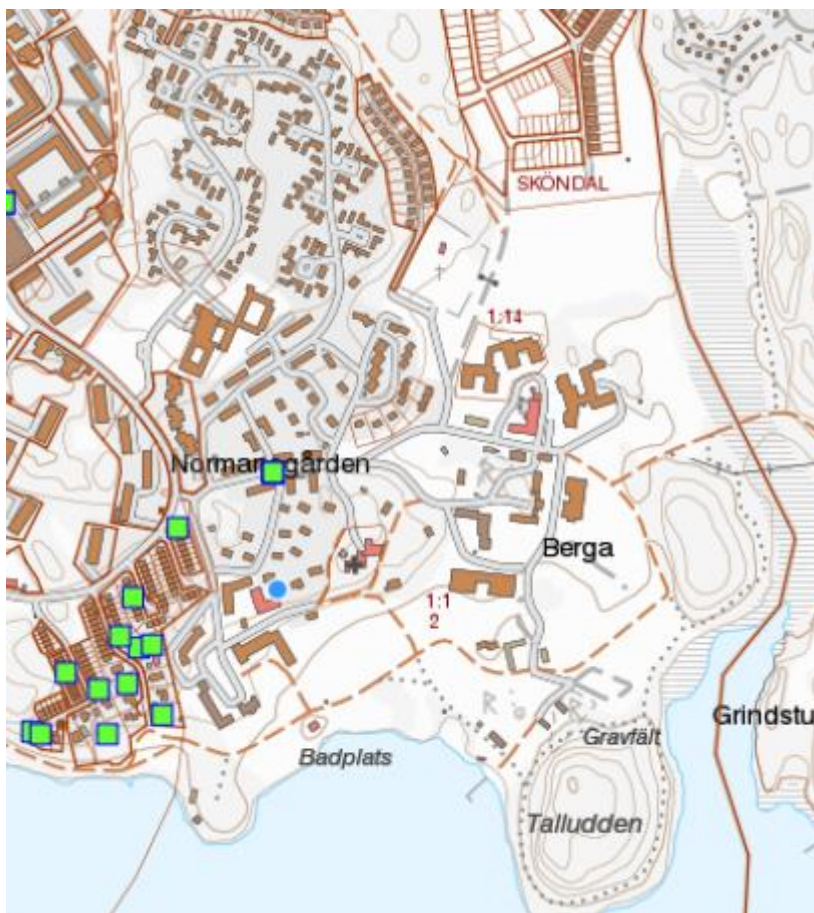 SKÖNDAL
1:14
Normansgården
Berga
1:1
2
Grindstu
Gravfält
Badplats
Talludden